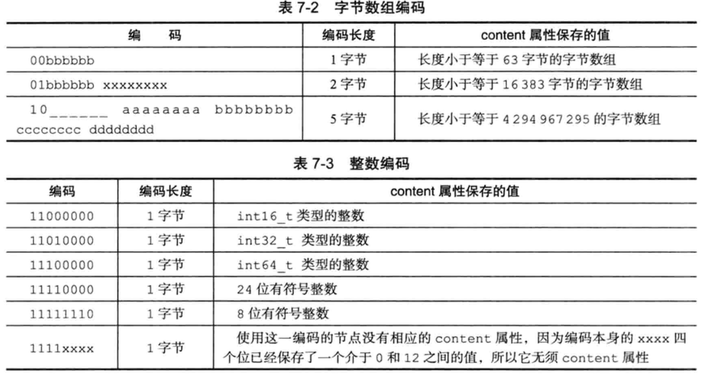 表 7-2 字节数组编码
编 码 编码长度 content 属性保存的值
00bbbbbb 1 字节 长度小于等于 63 字节的字节数组
01bbbbbb xxxxxxxx 2 字节 长度小于等于 16 383 字节的字节数组
10______ aaaaaaaa bbbbbbbb
cccccccc dddddddd 5 字节 长度小于等于 4 294 967 295 的字节数组
表 7-3 整数编码
编码 编码长度 content 属性保存的值
11000000 1 字节 int16_t 类型的整数
11010000 1 字节 int32_t 类型的整数
11100000 1 字节 int64_t 类型的整数
11110000 1 字节 24 位有符号整数
11111110 1 字节 8 位有符号整数
1111xxxx 1 字节 使用这一编码的节点没有相应的 content 属性，因为编码本身的 xxxx 四
个位已经保存了一个介于 0 和 12 之间的值，所以它无须 content 属性